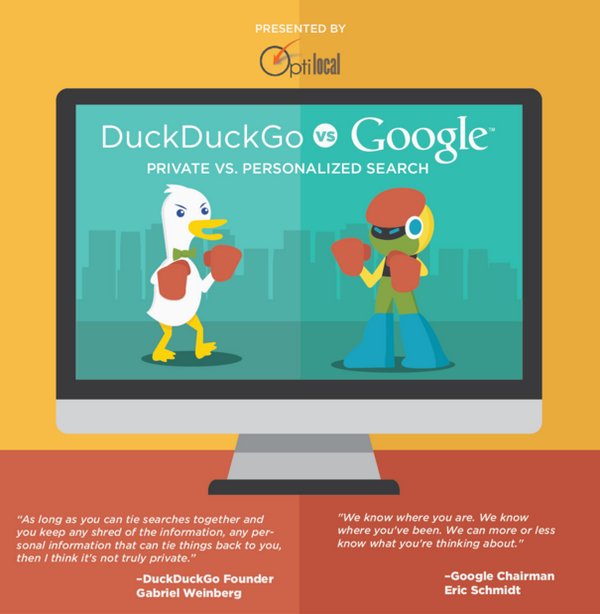 PRESENTED BY
Optilocal
DuckDuckGo vs Google™
PRIVATE VS. PERSONALIZED SEARCH
"As long as you can tie searches together and
you keep any shred of the information, any per-
sonal information that can tie things back to you,
then I think it's not truly private."
–DuckDuckGo Founder
Gabriel Weinberg
"We know where you are. We know
where you've been. We can more or less
know what you're thinking about."
–Google Chairman
Eric Schmidt